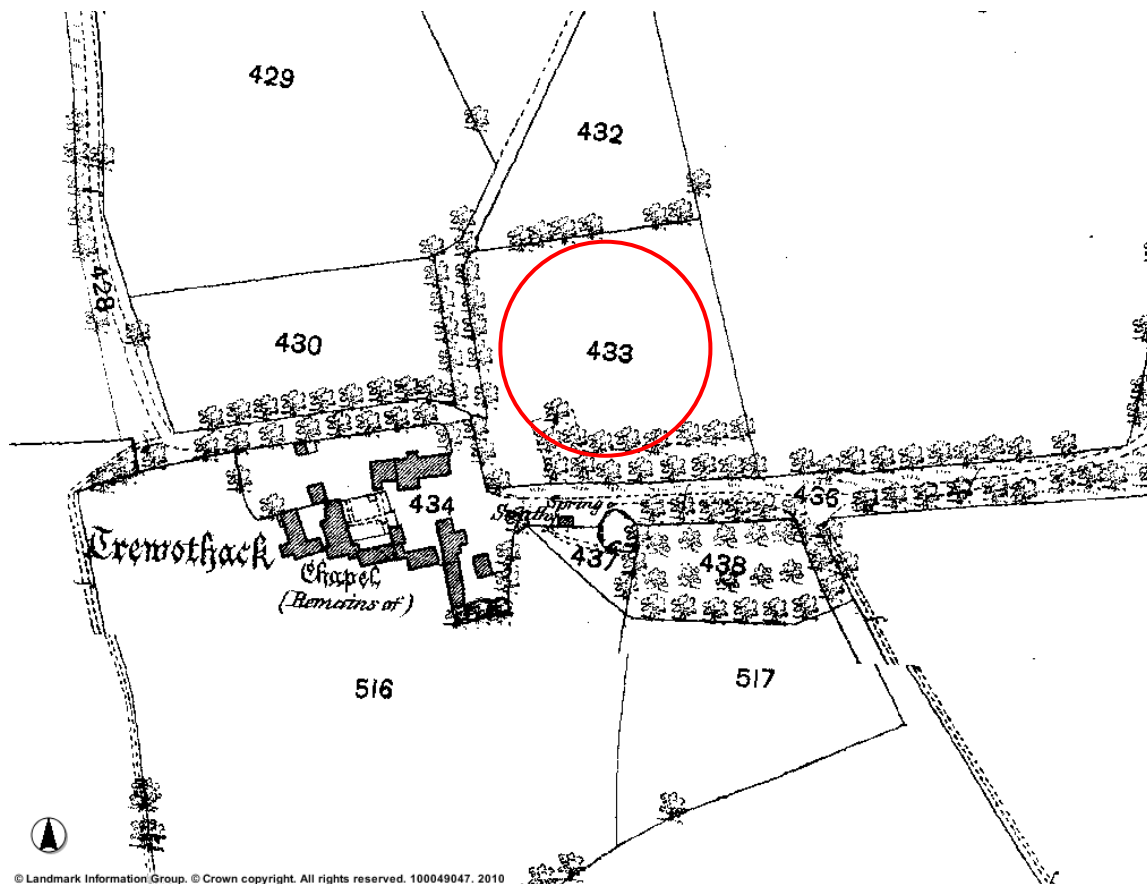 429
432
428
430
433
434
436
Spring
Trewothack
437
438
Chapel
(Remains of)
516
517
© Landmark Information Group. © Crown copyright. All rights reserved. 100049047. 2010